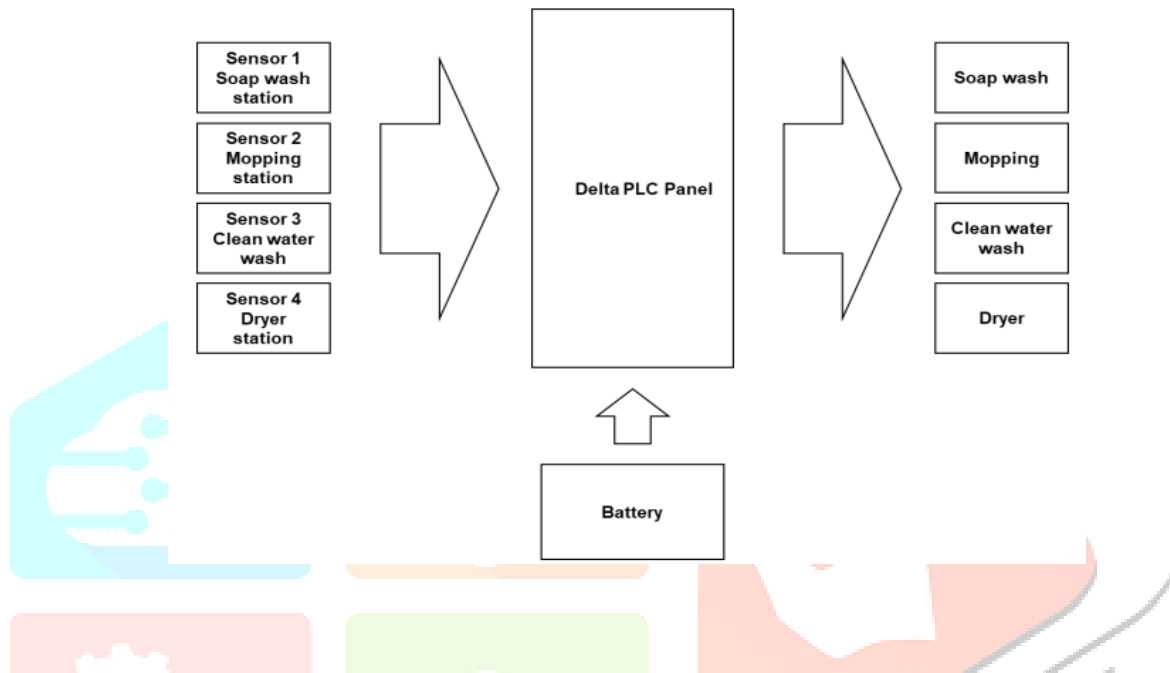 Sensor 1
Soap wash
station
Sensor 2
Mopping
station
Sensor 3
Clean water
wash
Sensor 4
Dryer
station
Delta PLC Panel
Soap wash
Mopping
Clean water
wash
Dryer
Battery